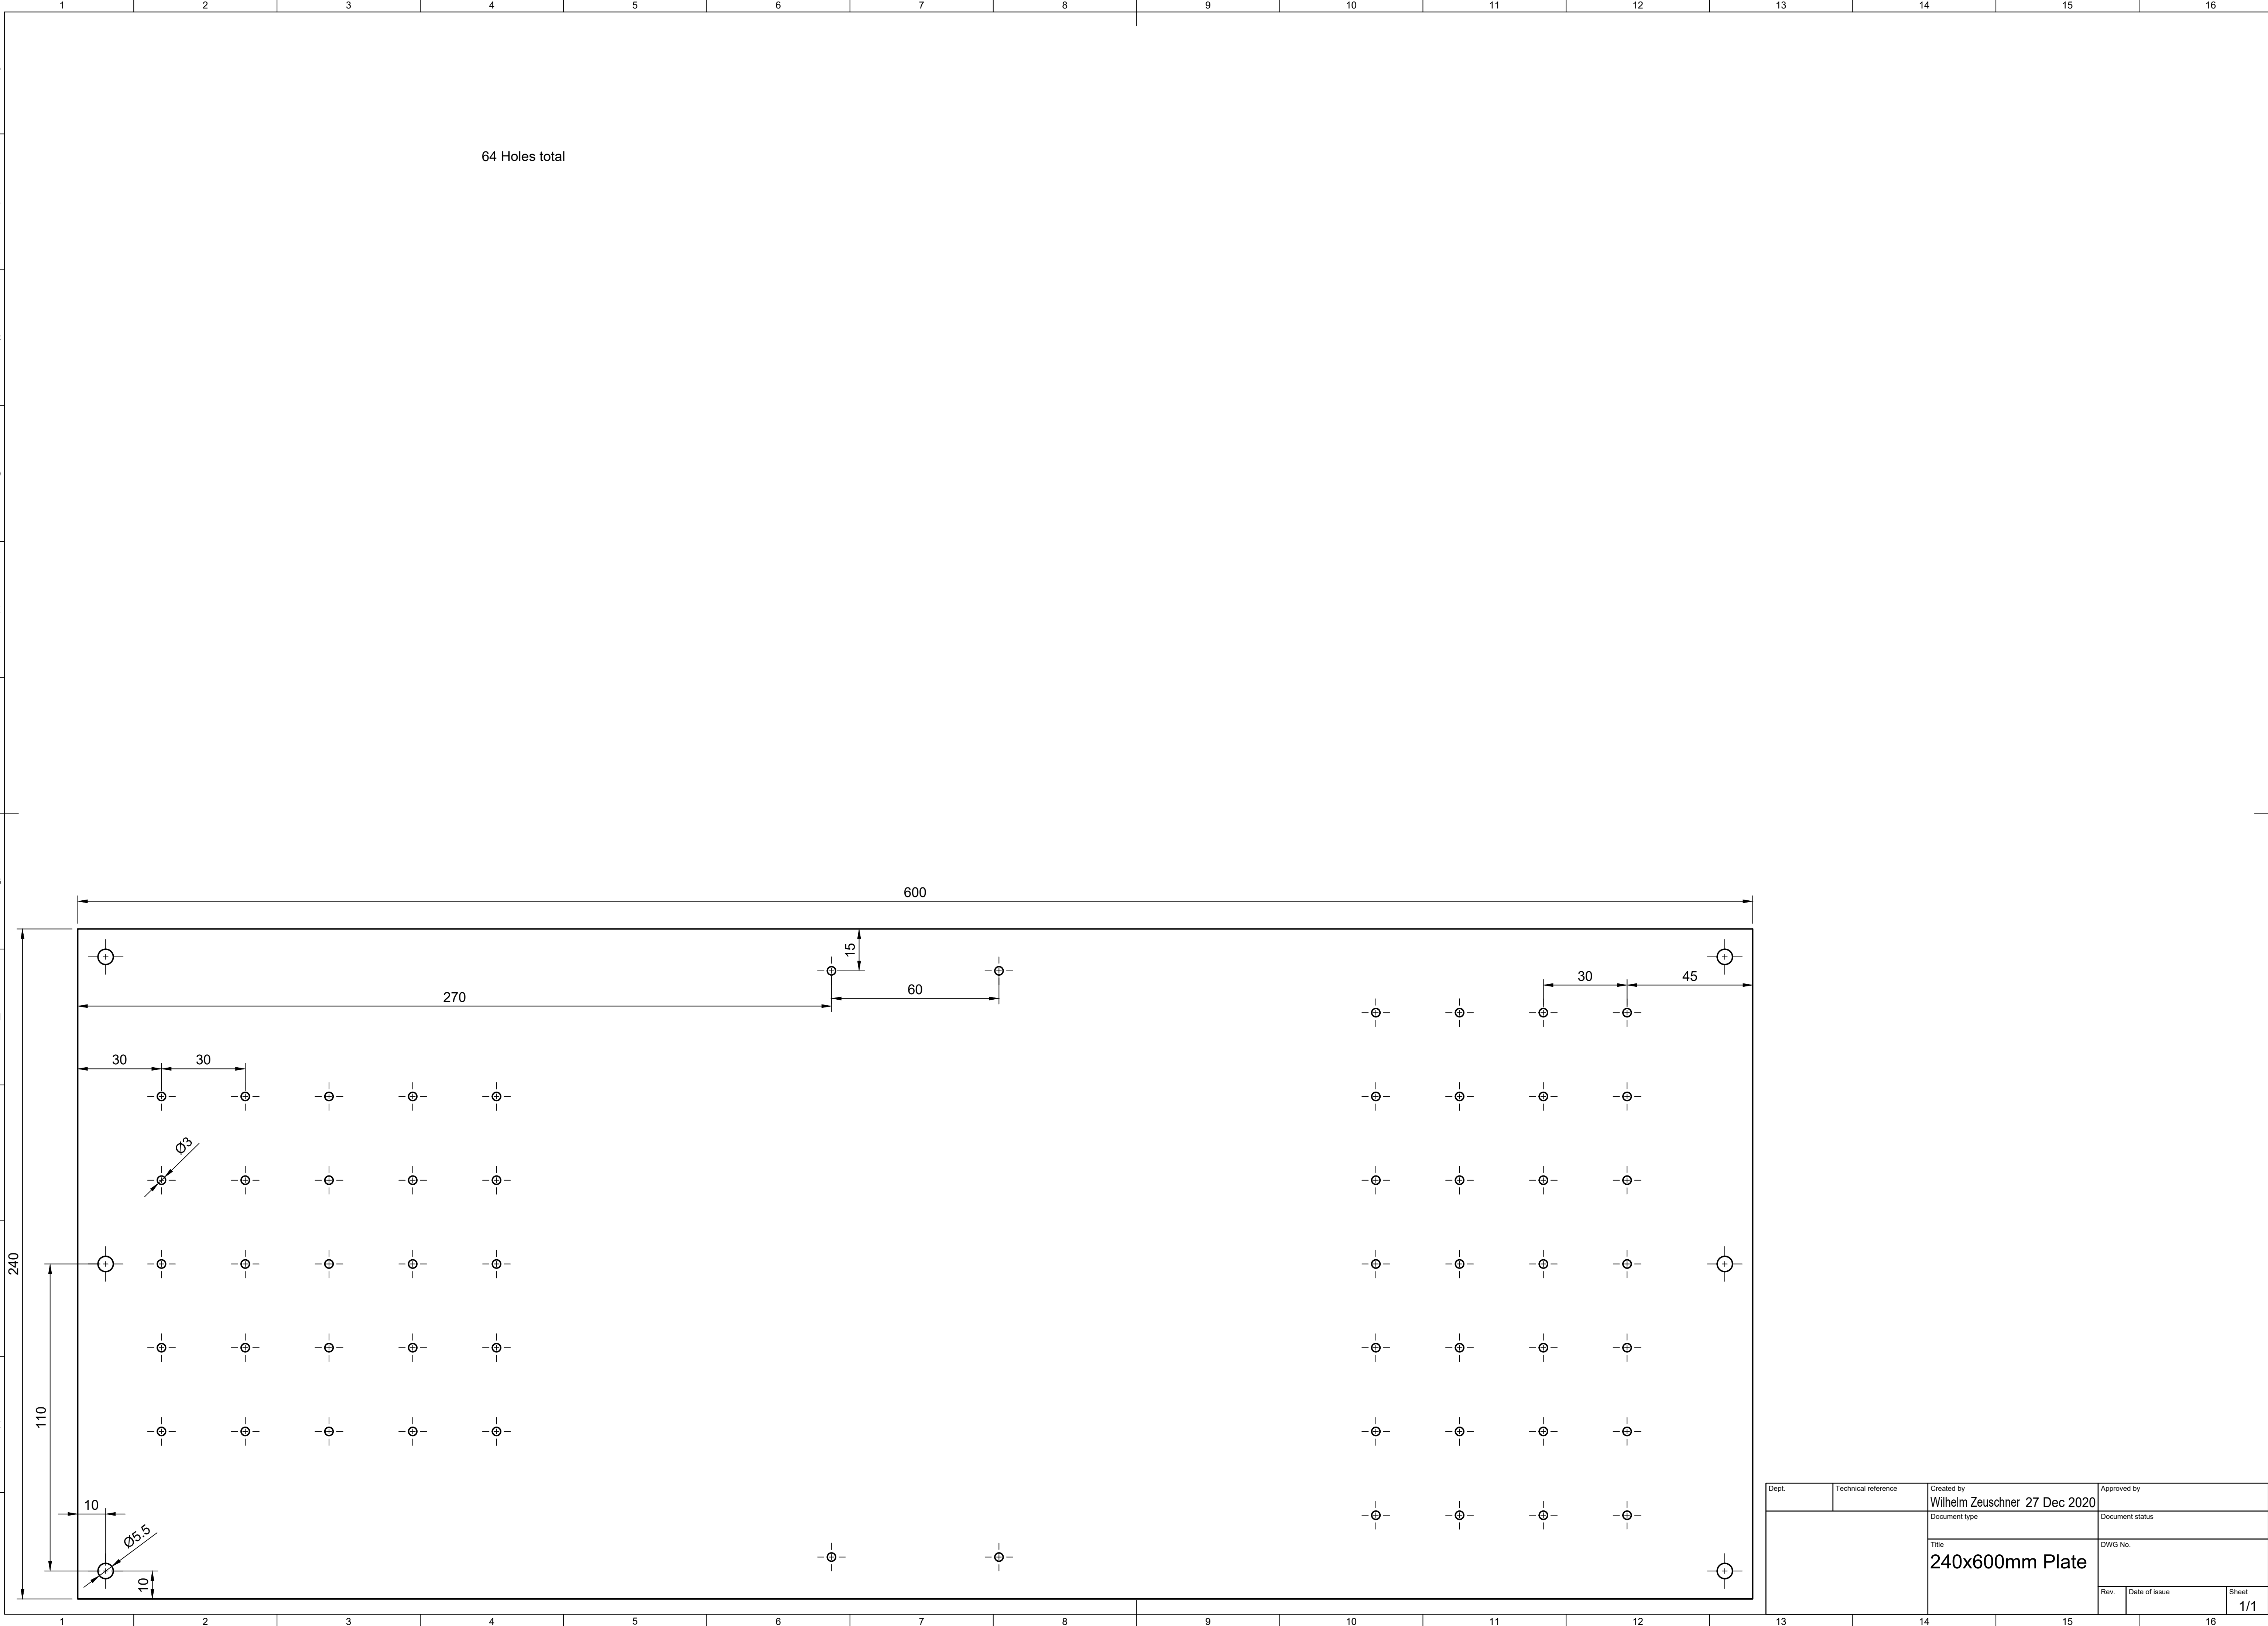 1 2 3 4 5 6 7 8 9 10 11 12 13 14 15 16
64 Holes total
600
15
30 45
60
270
30 30
Ø3
240
110
10
Ø5.5
10
Dept. Technical reference Created by Approved by
Wilhelm Zeuschner 27 Dec 2020
Document type Document status
Title DWG No.
240x600mm Plate
Rev. Date of issue Sheet
1/1
1 2 3 4 5 6 7 8 9 10 11 12 13 14 15 16